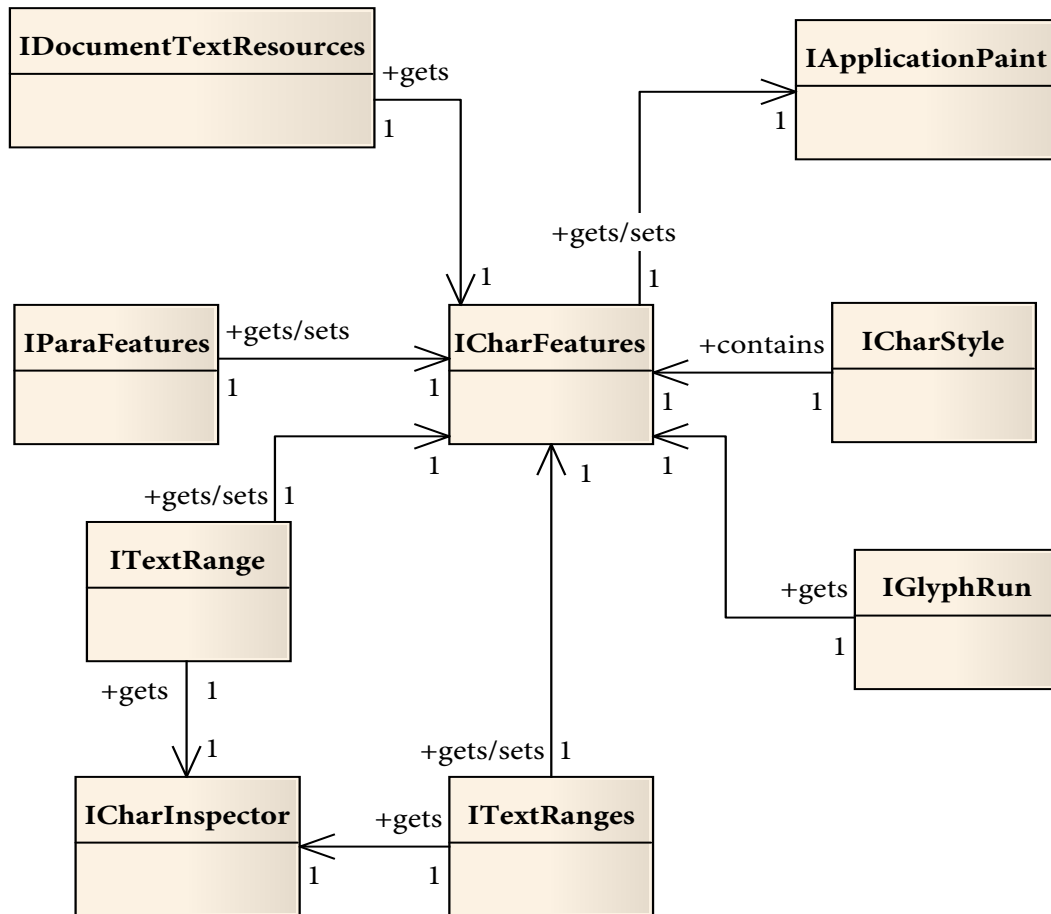 IDocumentTextResources
+gets
1
1
IApplicationPaint
1
+gets/sets
1
IParaFeatures
+gets/sets
1
1
ICharFeatures
ICharStyle
+contains
1
1
ITextRange
+gets/sets
1
1
+gets
1
1
IGlyphRun
+gets
1
1
ITextRanges
+gets/sets
1
1
+gets
1
1
ICharInspector